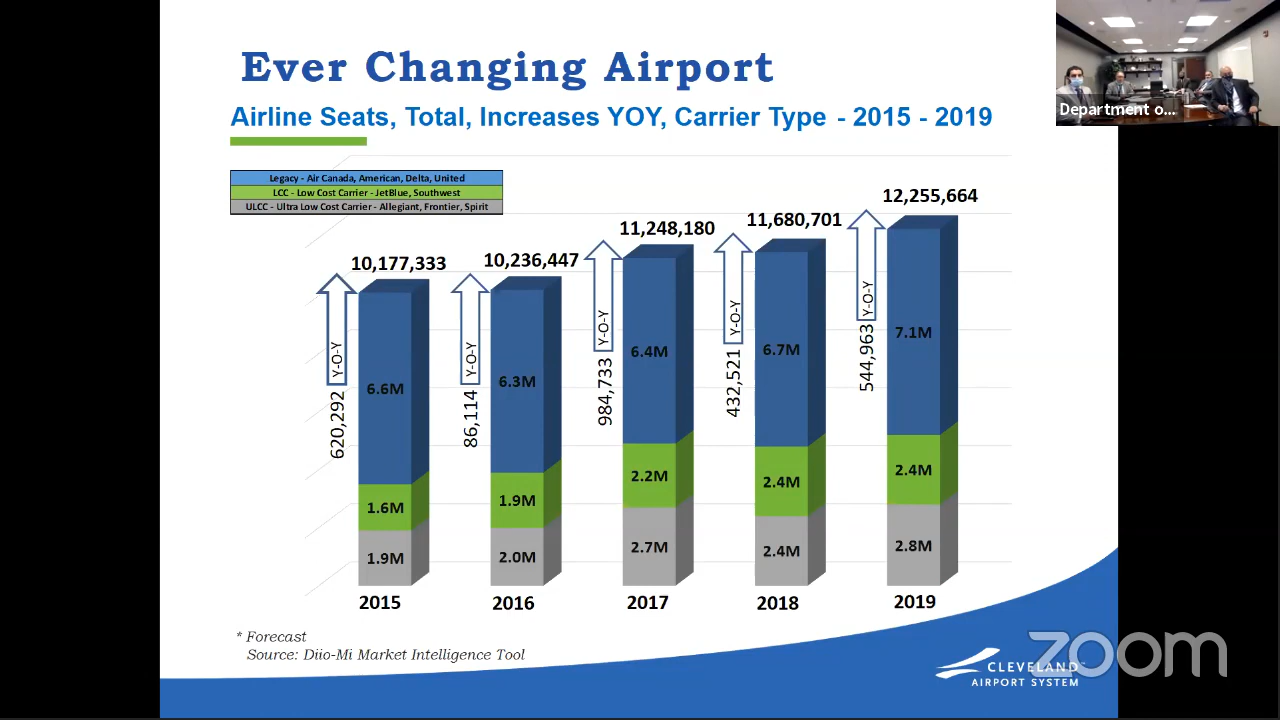 Ever Changing Airport
Airline Seats, Total, Increases YOY, Carrier Type - 2015 - 2019
Department o...
Legacy - Air Canada, American, Delta, United
LCC - Low Cost Carrier - JetBlue, Southwest
ULCC - Ultra Low Cost Carrier - Allegiant, Frontier, Spirit
10,177,333
10,236,447
11,248,180
11,680,701
12,255,664
620,292 Y-O-Y
86,114 Y-O-Y
984,733 Y-O-Y
432,521 Y-O-Y
544,963 Y-O-Y
6.6M
6.3M
6.4M
6.7M
7.1M
1.6M
1.9M
2.2M
2.4M
2.4M
1.9M
2.0M
2.7M
2.4M
2.8M
2015
2016
2017
2018
2019
* Forecast
Source: Diio-Mi Market Intelligence Tool
CLEVELAND
AIRPORT SYSTEM
zoom